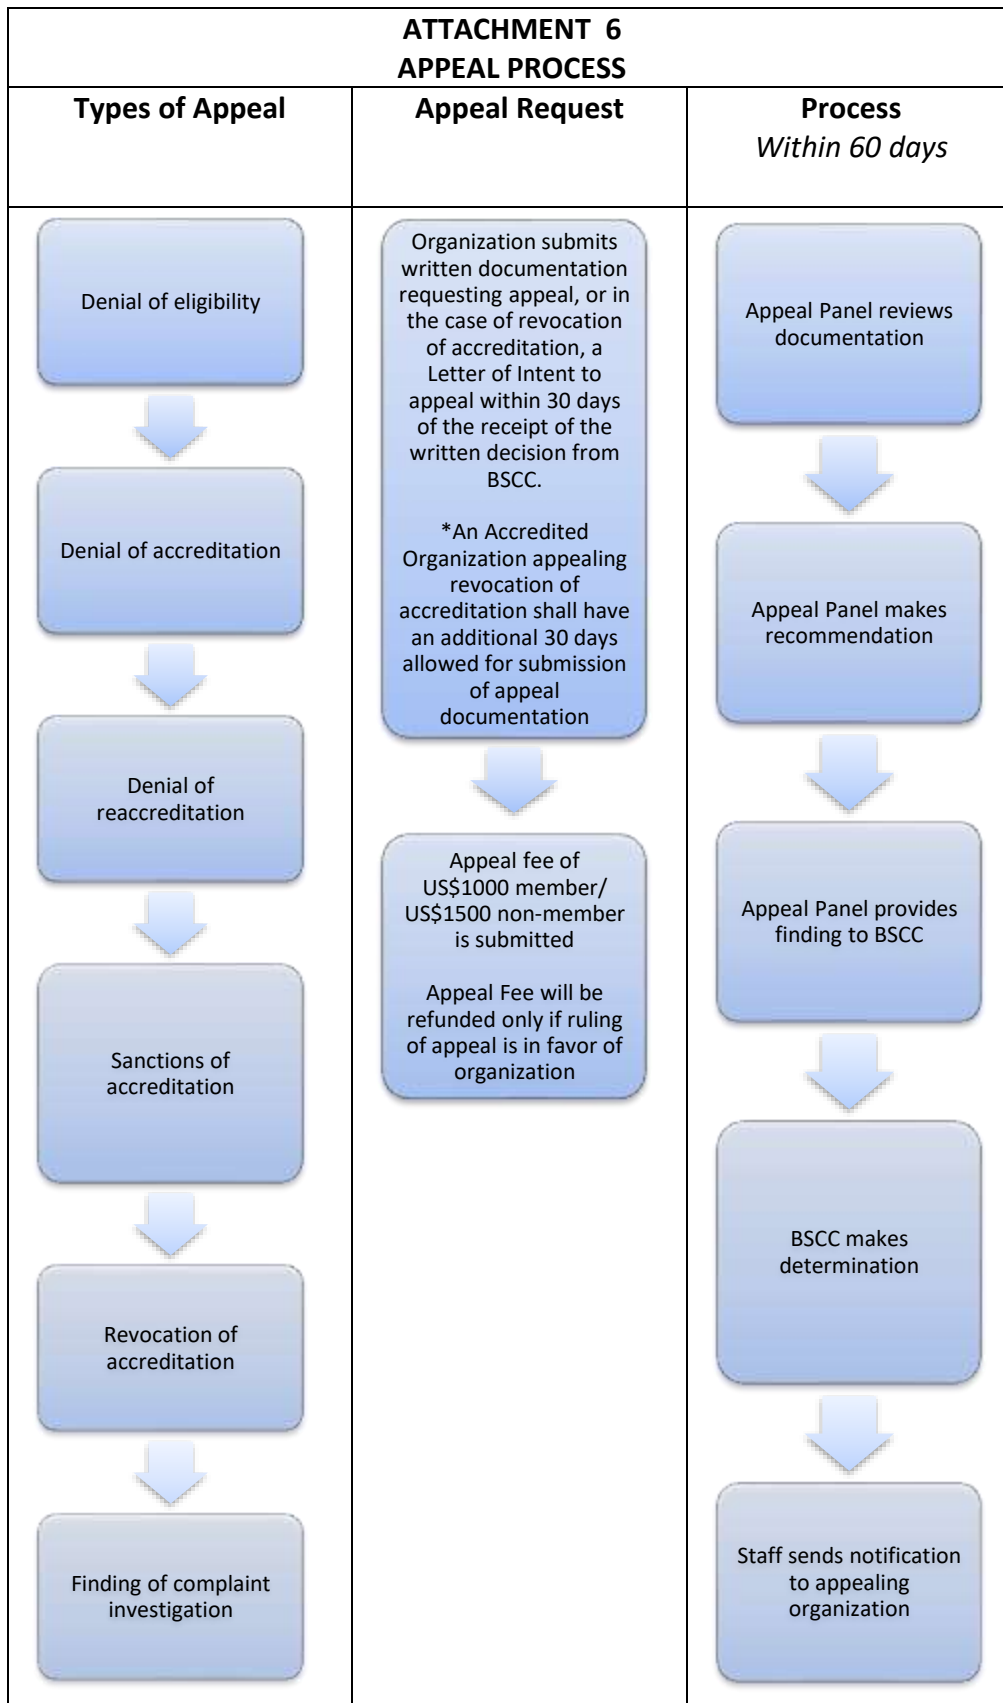 ATTACHMENT  6
APPEAL PROCESS
Types of Appeal
Appeal Request
Process
Within 60 days
Denial of eligibility
Denial of accreditation
Denial of
reaccreditation
Sanctions of
accreditation
Revocation of
accreditation
Finding of complaint
investigation
Organization submits
written documentation
requesting appeal, or in
the case of revocation
of accreditation, a
Letter of Intent to
appeal within 30 days
of the receipt of the
written decision from
BSCC.
*An Accredited
Organization appealing
revocation of
accreditation shall have
an additional 30 days
allowed for submission
of appeal
documentation
Appeal fee of
US$1000 member/
US$1500 non-member
is submitted
Appeal Fee will be
refunded only if ruling
of appeal is in favor of
organization
Appeal Panel reviews
documentation
Appeal Panel makes
recommendation
Appeal Panel provides
finding to BSCC
BSCC makes
determination
Staff sends notification
to appealing
organization